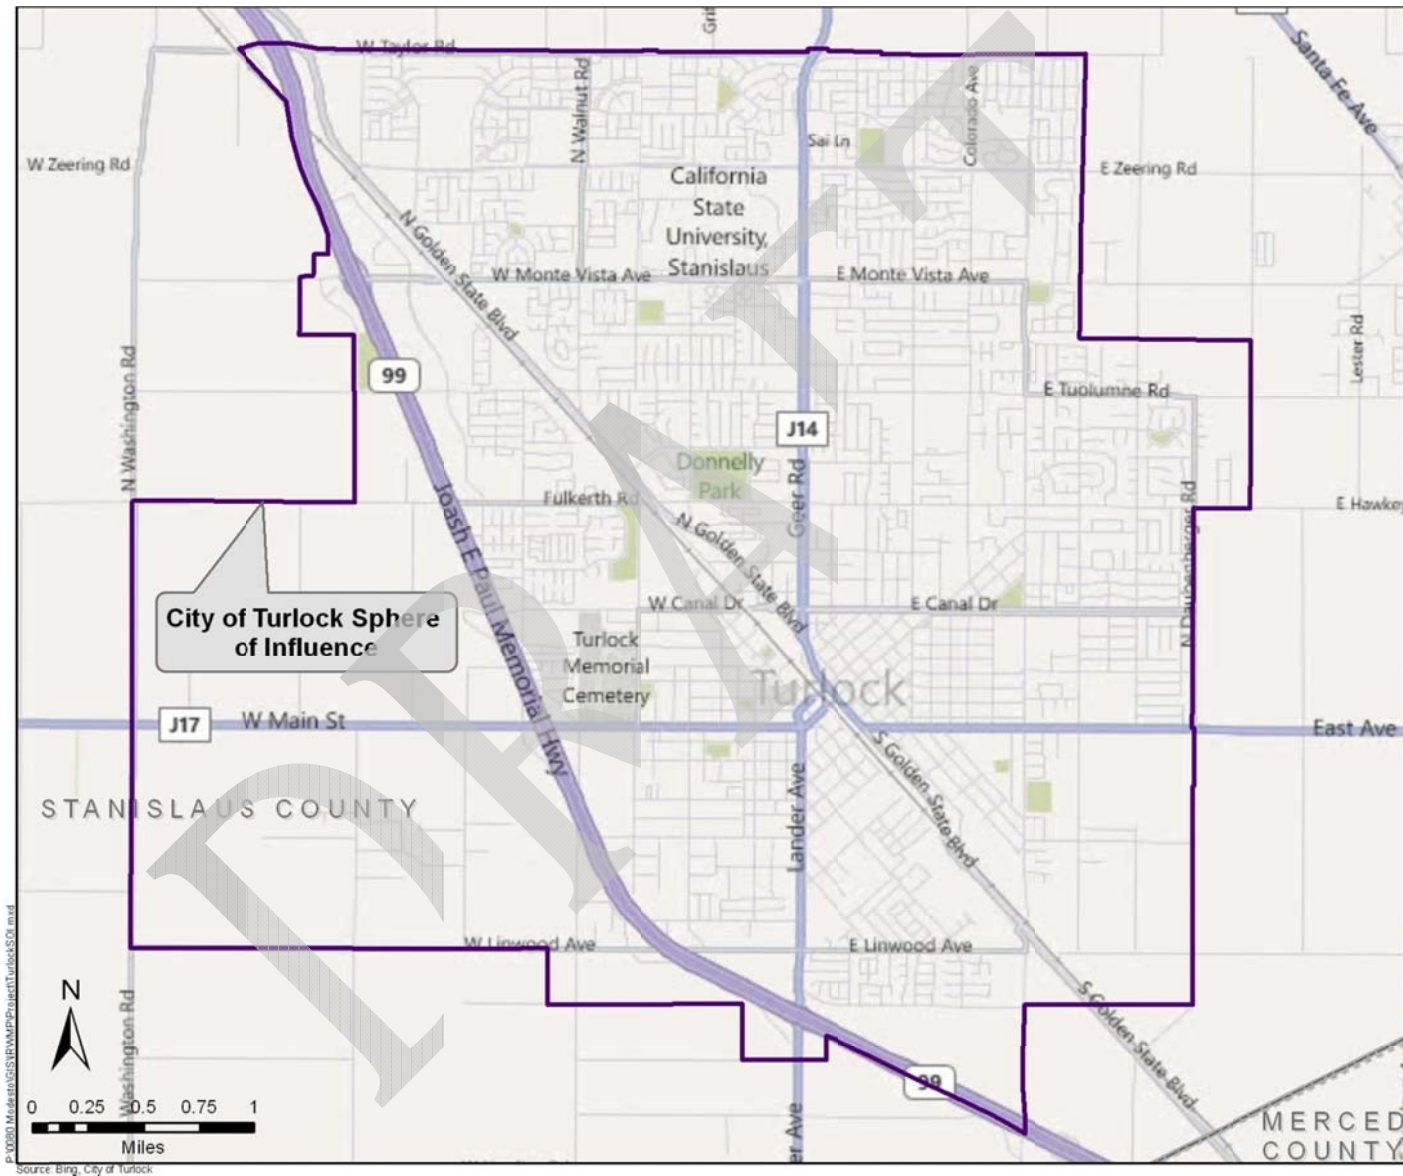 W Taylor Rd
Santa Fe Ave
N Walnut Rd
Colorado Ave
Sai Ln
W Zeering Rd
E Zeering Rd
California
State
University,
Stanislaus
N Golden State Blvd
W Monte Vista Ave
E Monte Vista Ave
Lester Rd
N Washington Rd
99
E Tuolumne Rd
J14
Donnelly
Park
Geer Rd
Fulkerth Rd
E Hawkey
Joash E Paul Memorial Hwy
N Golden State Blvd
N Daubenberger Rd
City of Turlock Sphere
of Influence
W Canal Dr
E Canal Dr
Turlock
Memorial
Cemetery
Turlock
J17
W Main St
East Ave
S Golden State Blvd
Lander Ave
STANISLAUS COUNTY
W Linwood Ave
E Linwood Ave
N
Washington Rd
S Golden State Blvd
99
er Ave
0 0.25 0.5 0.75 1
Miles
MERCED
COUNTY
DRAFT
Source: Bing, City of Turlock